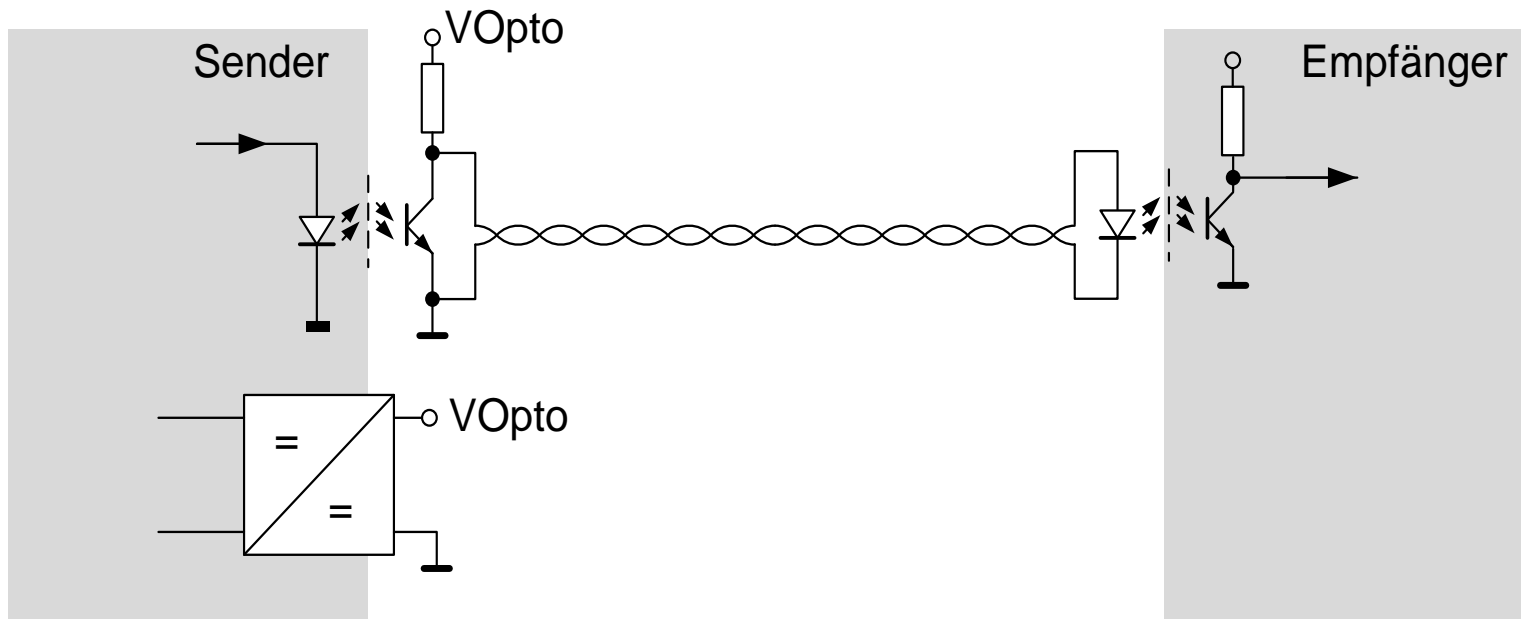 VOpto
Sender
Empfänger
VOpto
=
=